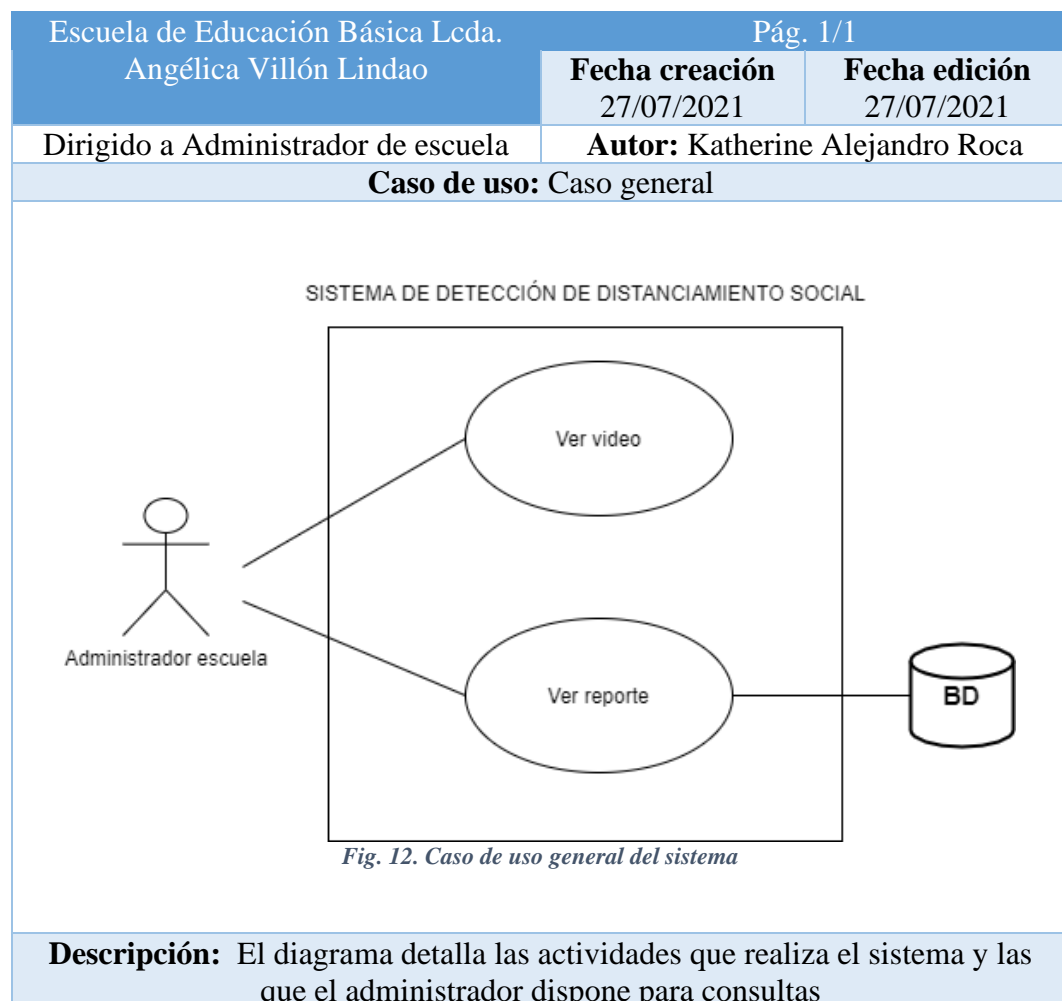 Escuela de Educación Básica Lcda.
Angélica Villón Lindao
Pág. 1/1
Fecha creación
27/07/2021
Fecha edición
27/07/2021
Dirigido a Administrador de escuela
Autor: Katherine Alejandro Roca
Caso de uso: Caso general
SISTEMA DE DETECCIÓN DE DISTANCIAMIENTO SOCIAL
Ver video
Administrador escuela
Ver reporte
BD
Fig. 12. Caso de uso general del sistema
Descripción: El diagrama detalla las actividades que realiza el sistema y las
que el administrador dispone para consultas